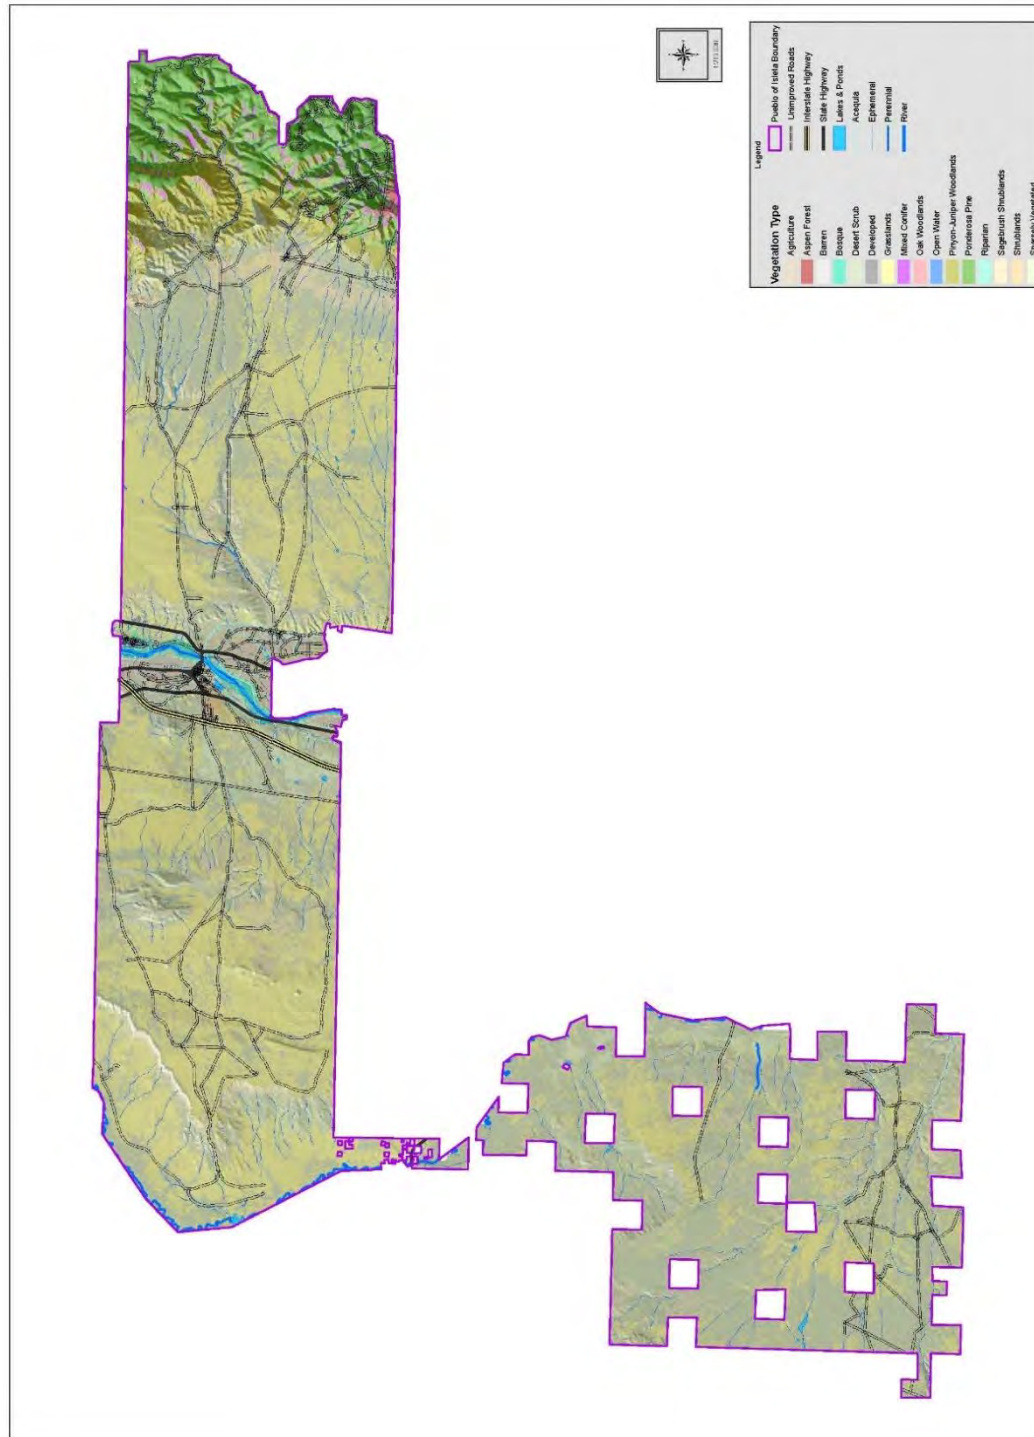 Legend
Pueblo of Isleta Boundary
Unimproved Roads
Interstate Highway
State Highway
Lakes & Ponds
Acequia
Ephemeral
Perennial
River
Vegetation Type
Agriculture
Aspen Forest
Barren
Bosque
Desert Scrub
Developed
Grasslands
Mixed Conifer
Oak Woodlands
Open Water
Pinyon-Juniper Woodlands
Ponderosa Pine
Riparian
Sagebrush Shrublands
Shrublands